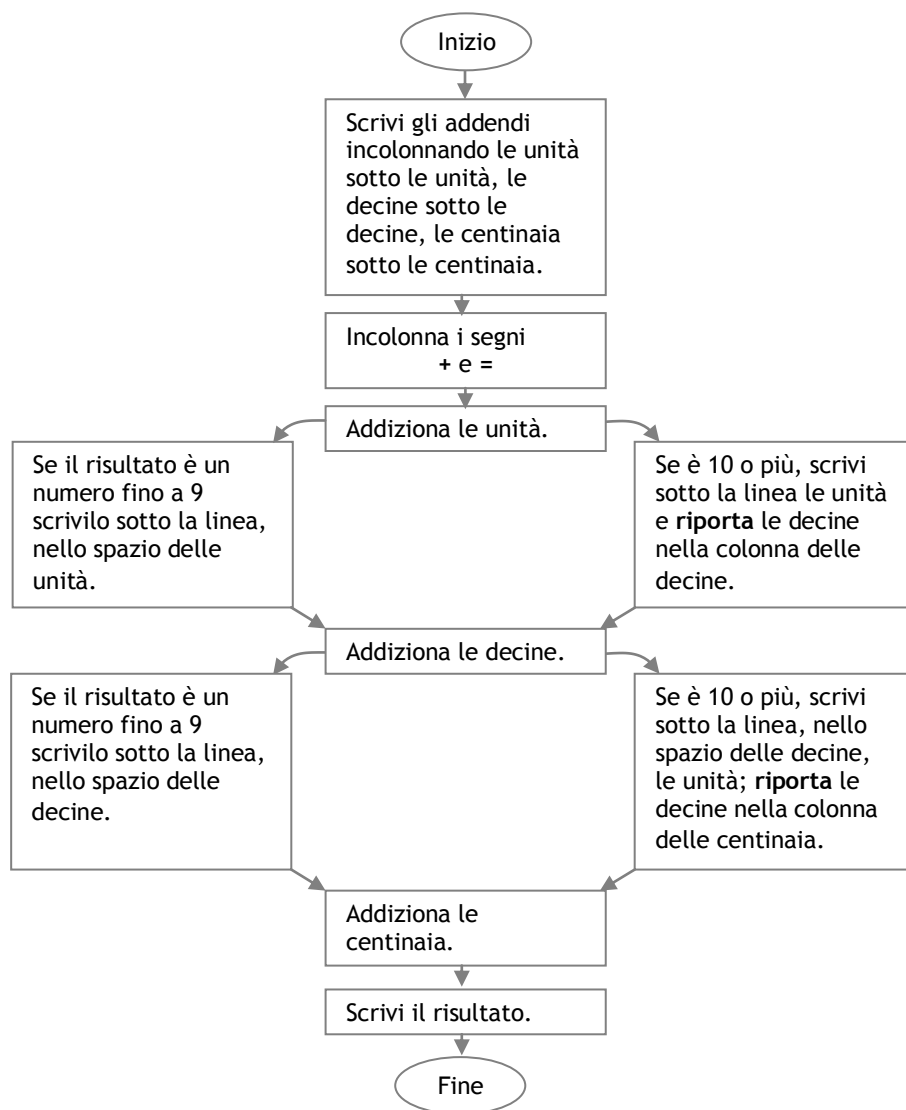 Inizio
Scrivi gli addendi
incolonnando le unità
sotto le unità, le
decine sotto le
decine, le centinaia
sotto le centinaia.
Incolonna i segni
+ e =
Addiziona le unità.
Se il risultato è un
numero fino a 9
scrivilo sotto la linea,
nello spazio delle
unità.
Se è 10 o più, scrivi
sotto la linea le unità
e riporta le decine
nella colonna delle
decine.
Addiziona le decine.
Se il risultato è un
numero fino a 9
scrivilo sotto la linea,
nello spazio delle
decine.
Se è 10 o più, scrivi
sotto la linea, nello
spazio delle decine,
le unità; riporta le
decine nella colonna
delle centinaia.
Addiziona le
centinaia.
Scrivi il risultato.
Fine